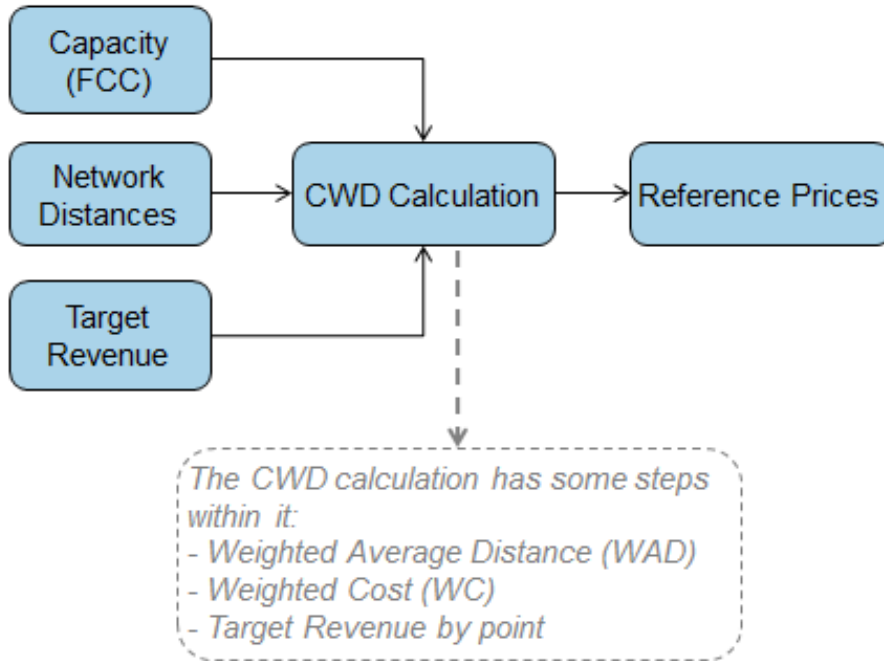 Capacity
(FCC)
Network
Distances
CWD Calculation
Reference Prices
Target
Revenue
The CWD calculation has some steps
within it:
- Weighted Average Distance (WAD)
- Weighted Cost (WC)
- Target Revenue by point